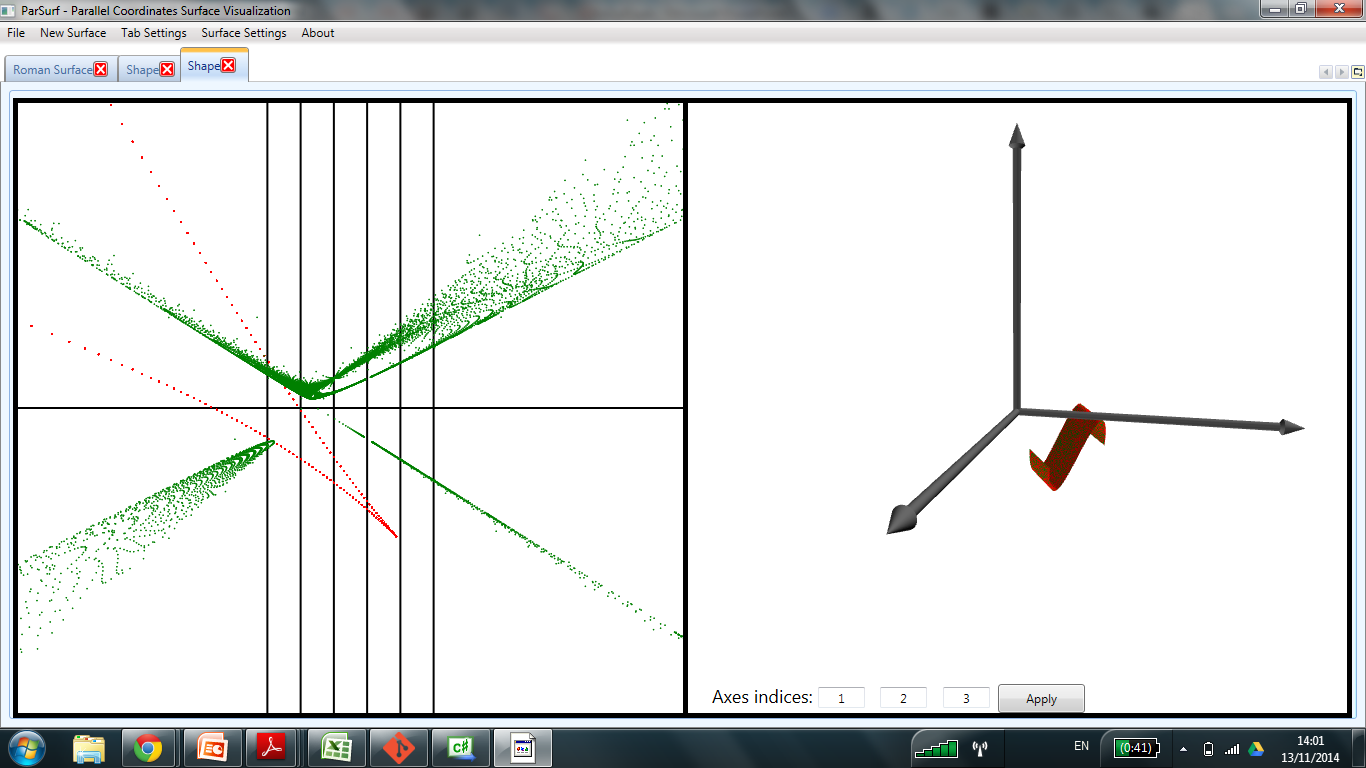 ParSurf - Parallel Coordinates Surface Visualization
File New Surface Tab Settings Surface Settings About
Roman Surface Shape Shape
Axes indices: 1 2 3 Apply
EN (0:41) 14:01
13/11/2014